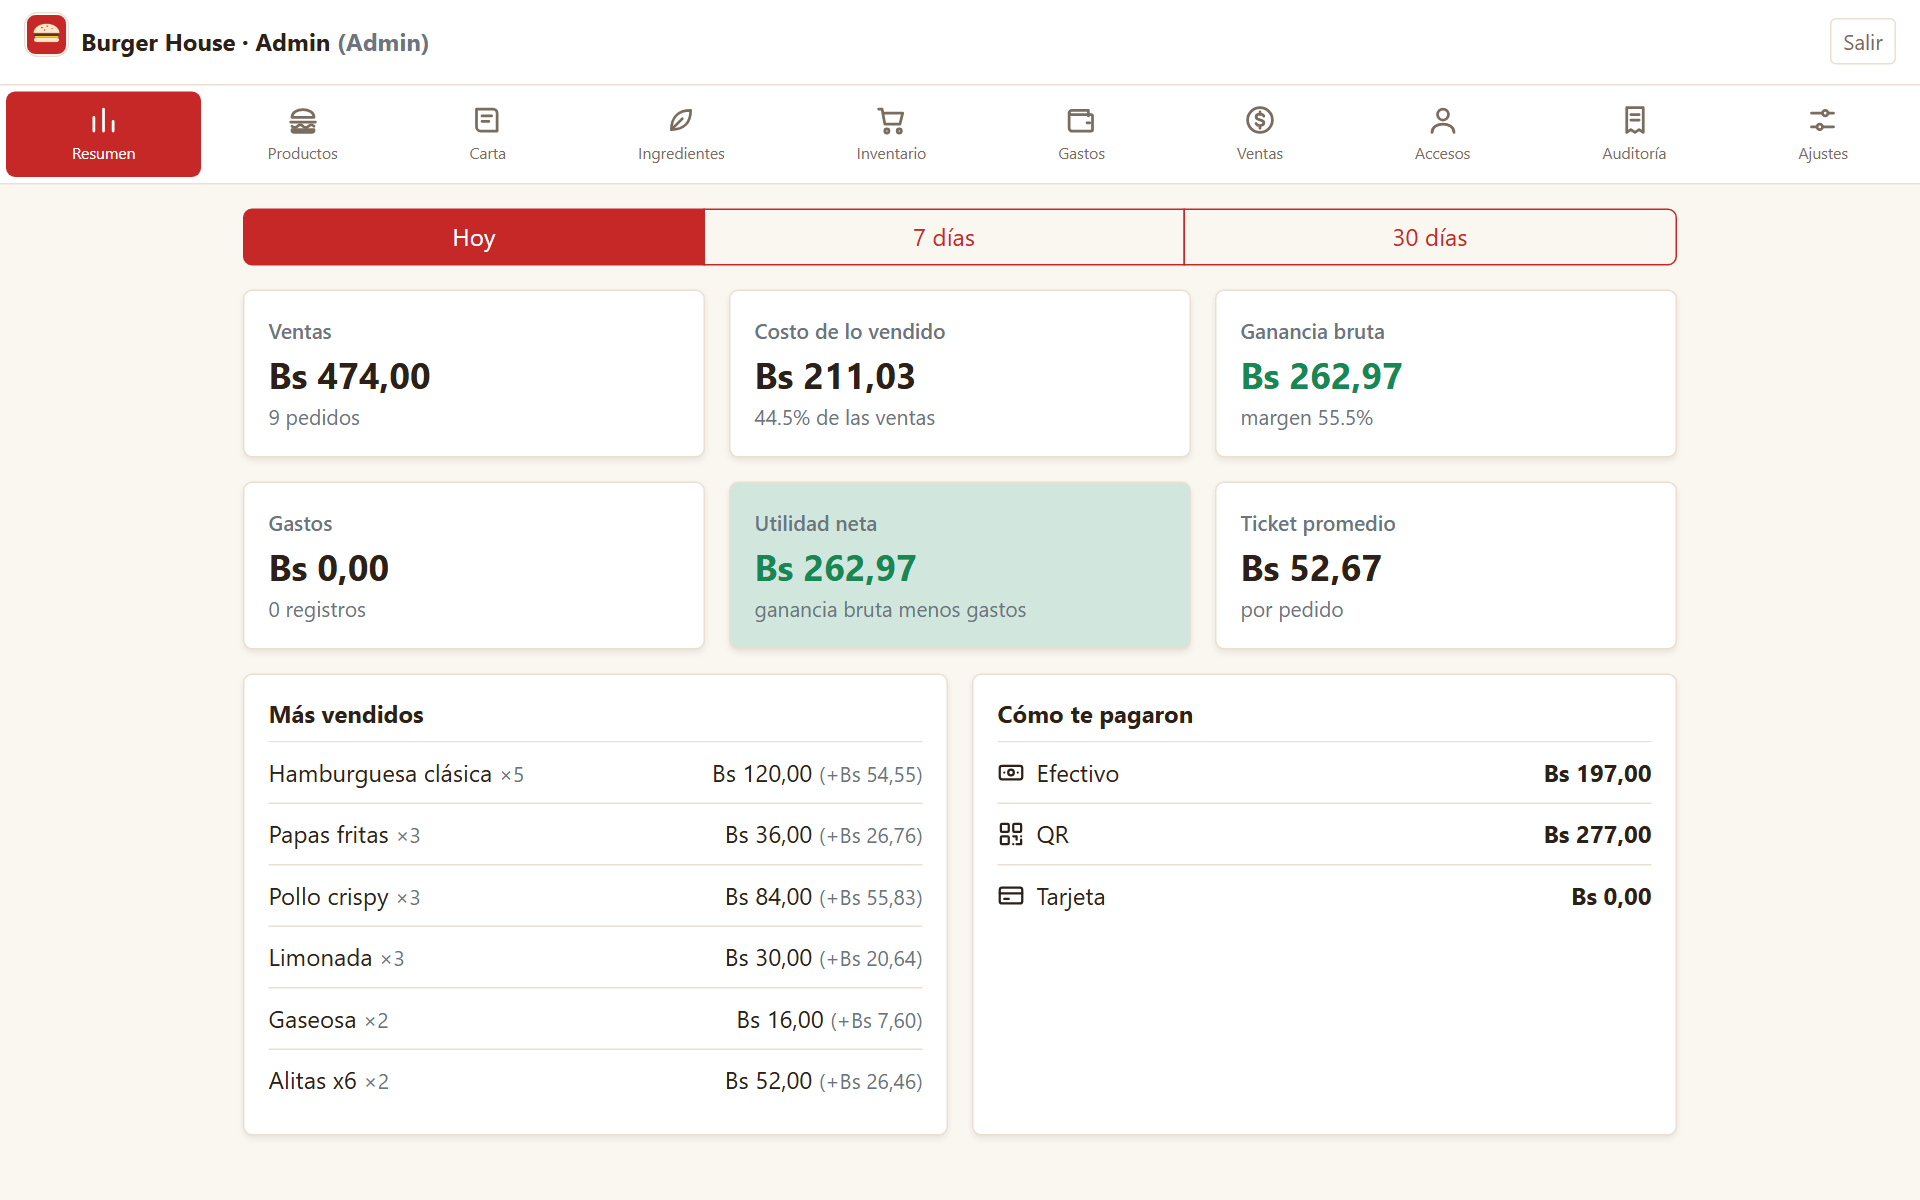 Burger House · Admin (Admin)
Salir
Resumen
Productos
Carta
Ingredientes
Inventario
Gastos
Ventas
Accesos
Auditoría
Ajustes
Hoy
7 días
30 días
Ventas
Bs 474,00
9 pedidos
Costo de lo vendido
Bs 211,03
44.5% de las ventas
Ganancia bruta
Bs 262,97
margen 55.5%
Gastos
Bs 0,00
0 registros
Utilidad neta
Bs 262,97
ganancia bruta menos gastos
Ticket promedio
Bs 52,67
por pedido
Más vendidos
Hamburguesa clásica ×5 Bs 120,00 (+Bs 54,55)
Papas fritas ×3 Bs 36,00 (+Bs 26,76)
Pollo crispy ×3 Bs 84,00 (+Bs 55,83)
Limonada ×3 Bs 30,00 (+Bs 20,64)
Gaseosa ×2 Bs 16,00 (+Bs 7,60)
Alitas x6 ×2 Bs 52,00 (+Bs 26,46)
Cómo te pagaron
Efectivo Bs 197,00
QR Bs 277,00
Tarjeta Bs 0,00